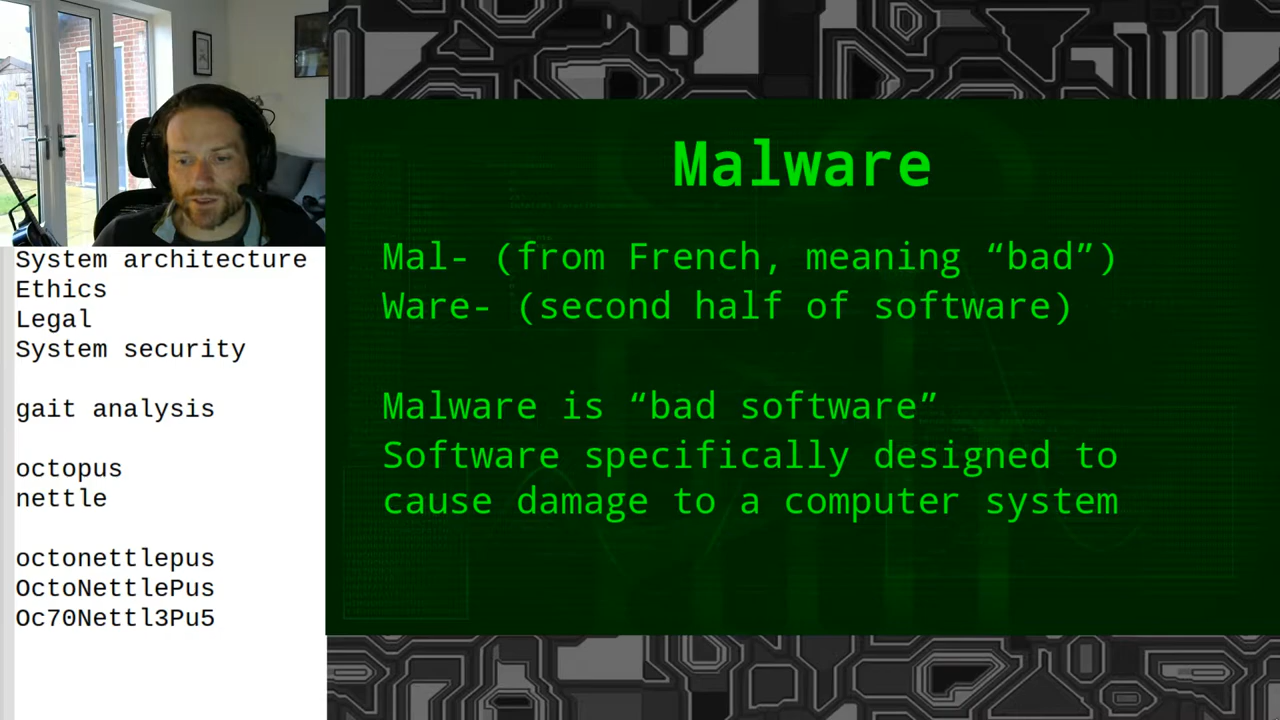 System architecture
Ethics
Legal
System security
gait analysis
octopus
nettle
octonettlepus
OctoNettlePus
Oc70Nettl3Pu5
Malware
Mal- (from French, meaning “bad”)
Ware- (second half of software)
Malware is “bad software”
Software specifically designed to
cause damage to a computer system